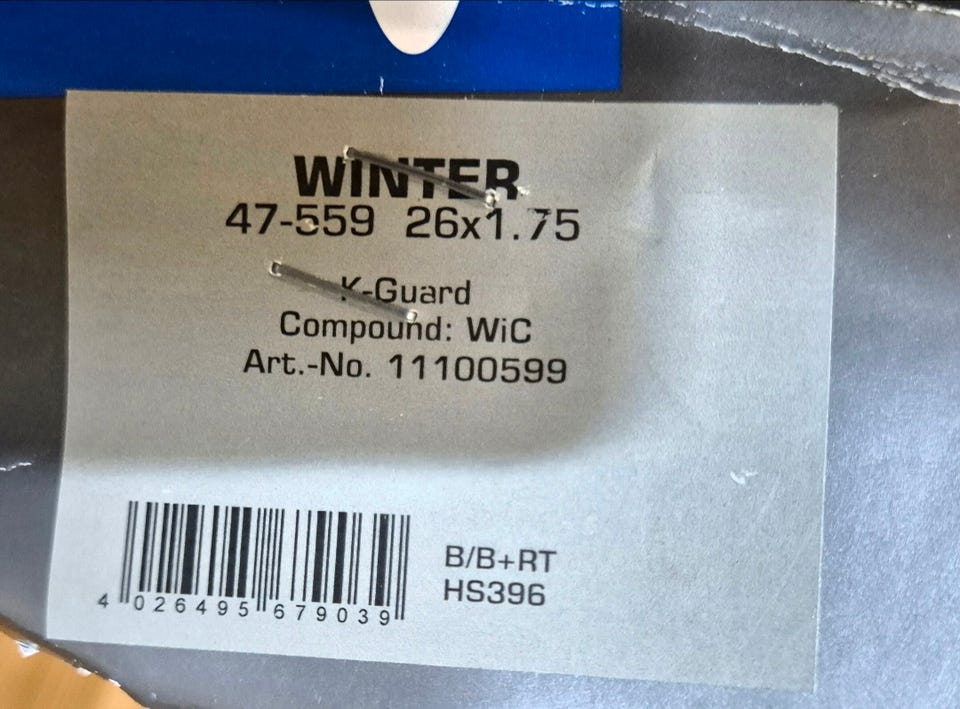 WINTER
47-559 26x1.75
K-Guard
Compound: WiC
Art.-No. 11100599
B/B+RT
HS396
4 026495 679039